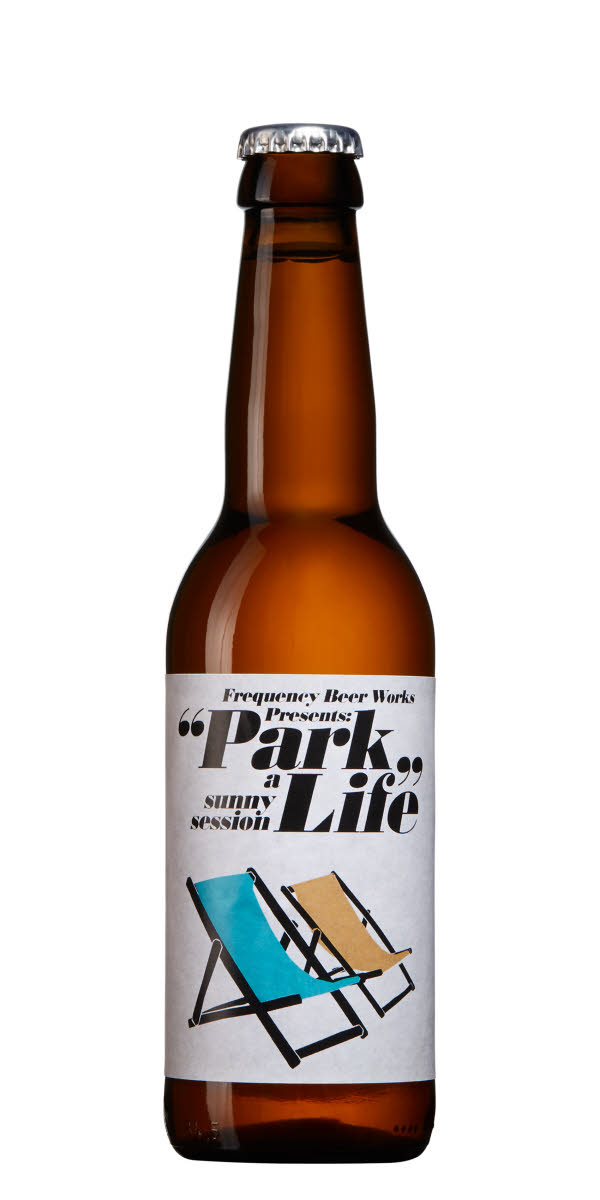 Frequency Beer Works
Presents:
“Park
a
sunny
session
Life”